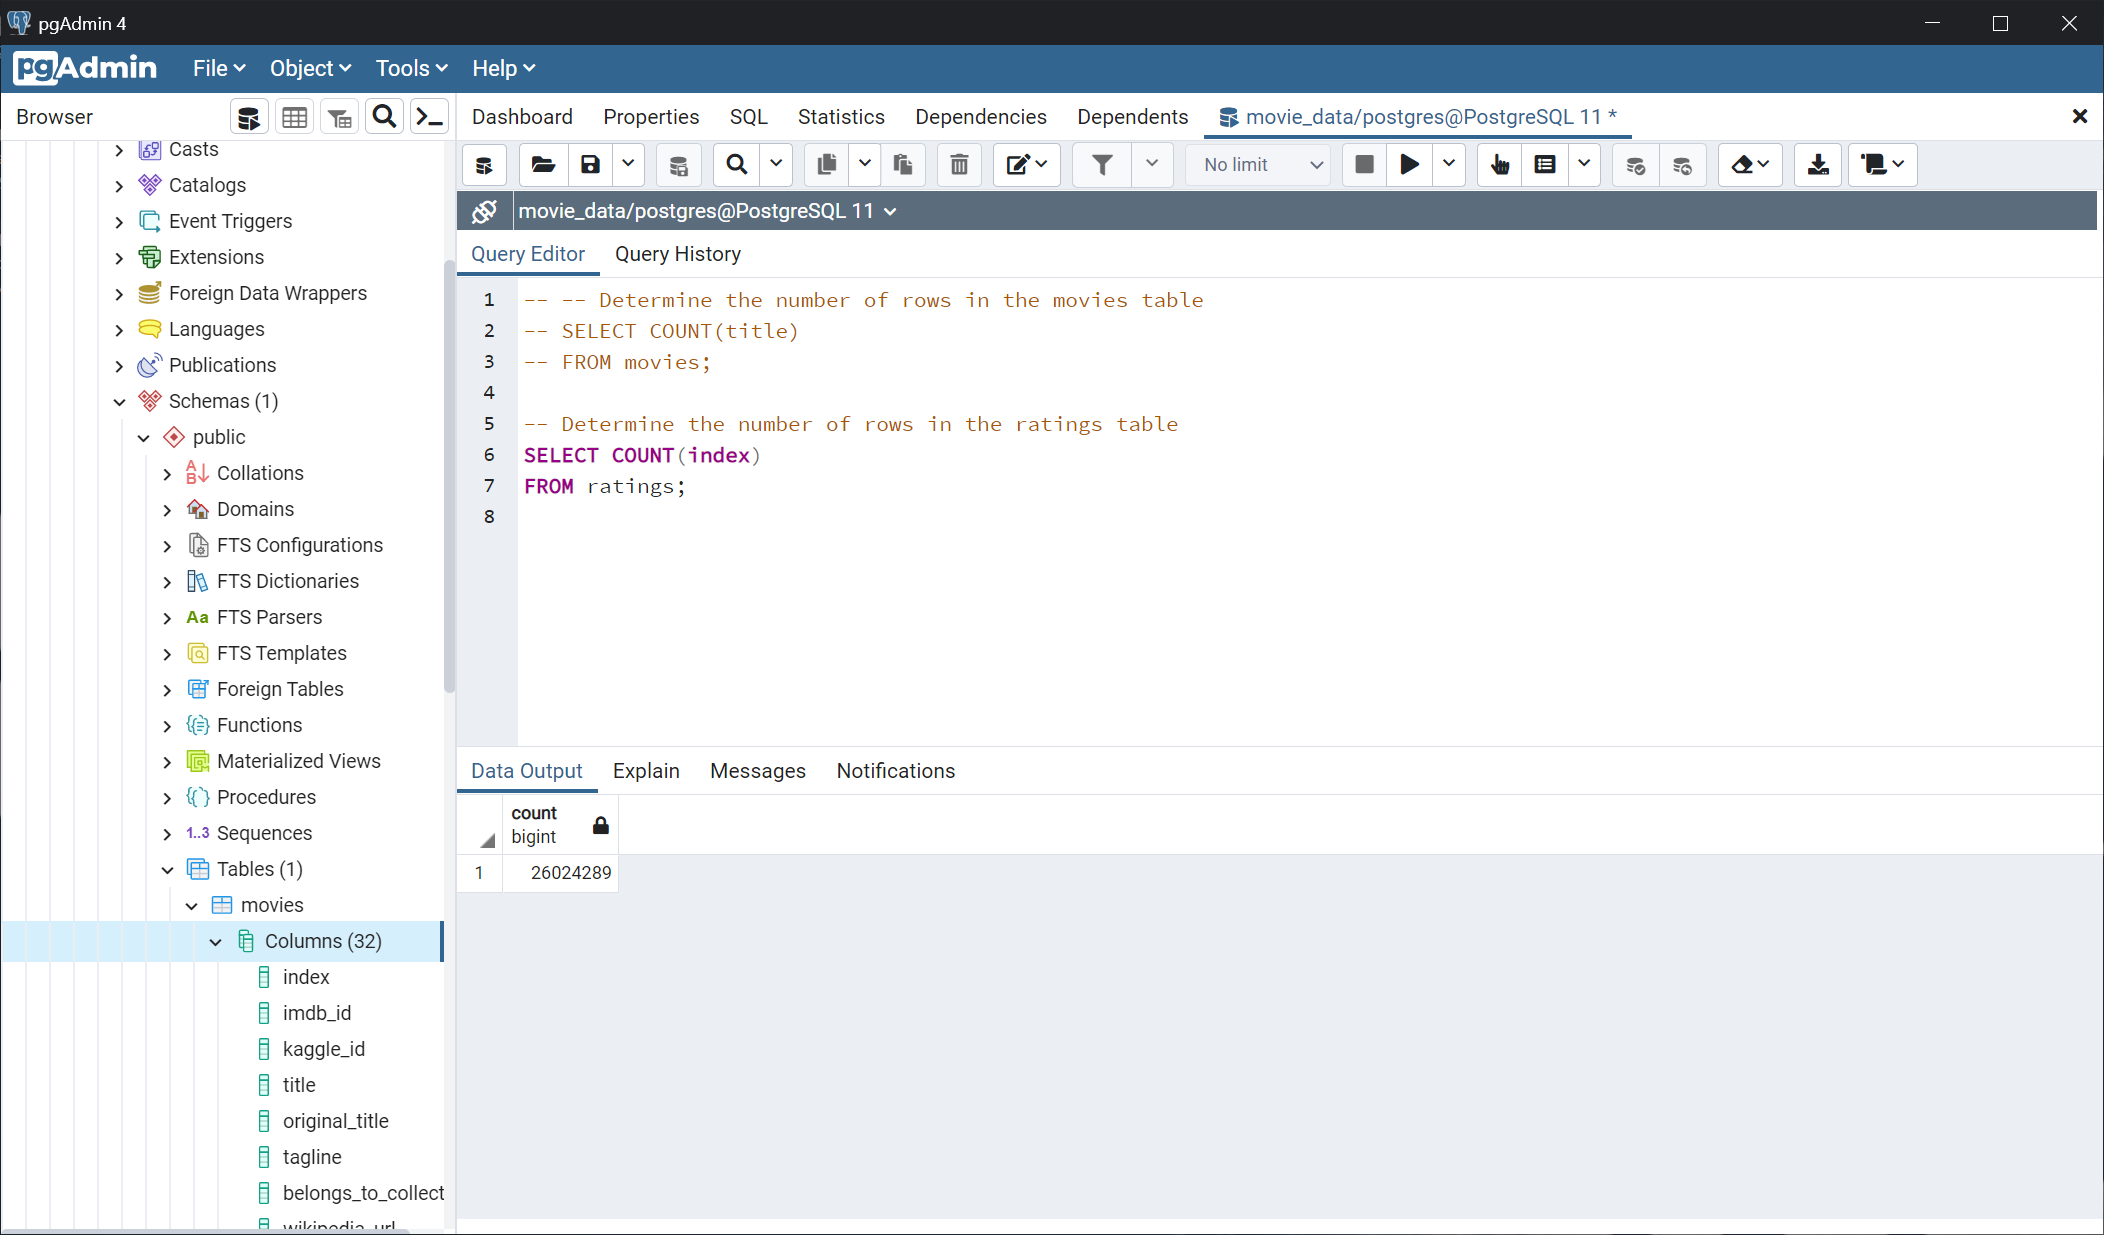 pgAdmin 4
pgAdmin File Object Tools Help
Browser
Dashboard Properties SQL Statistics Dependencies Dependents movie_data/postgres@PostgreSQL 11 *
No limit
movie_data/postgres@PostgreSQL 11
Query Editor Query History
Casts
Catalogs
Event Triggers
Extensions
Foreign Data Wrappers
Languages
Publications
Schemas (1)
public
Collations
Domains
FTS Configurations
FTS Dictionaries
Aa FTS Parsers
FTS Templates
Foreign Tables
Functions
Materialized Views
Procedures
1..3 Sequences
Tables (1)
movies
Columns (32)
index
imdb_id
kaggle_id
title
original_title
tagline
belongs_to_collect
wikipedia_url
1 -- -- Determine the number of rows in the movies table
2 -- SELECT COUNT(title)
3 -- FROM movies;
4
5 -- Determine the number of rows in the ratings table
6 SELECT COUNT(index)
7 FROM ratings;
8
Data Output Explain Messages Notifications
count
bigint
1 26024289